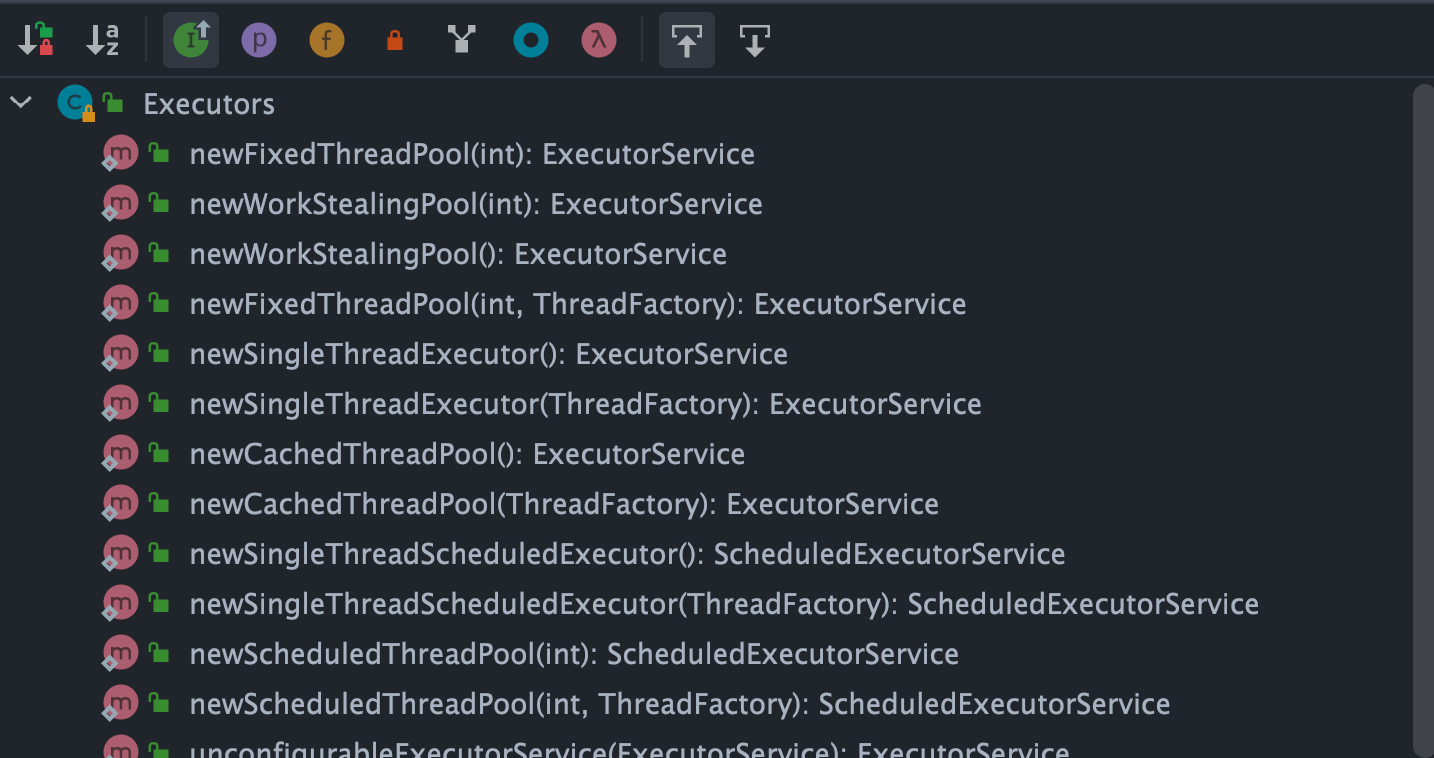 Executors
newFixedThreadPool(int): ExecutorService
newWorkStealingPool(int): ExecutorService
newWorkStealingPool(): ExecutorService
newFixedThreadPool(int, ThreadFactory): ExecutorService
newSingleThreadExecutor(): ExecutorService
newSingleThreadExecutor(ThreadFactory): ExecutorService
newCachedThreadPool(): ExecutorService
newCachedThreadPool(ThreadFactory): ExecutorService
newSingleThreadScheduledExecutor(): ScheduledExecutorService
newSingleThreadScheduledExecutor(ThreadFactory): ScheduledExecutorService
newScheduledThreadPool(int): ScheduledExecutorService
newScheduledThreadPool(int, ThreadFactory): ScheduledExecutorService
unconfigurableExecutorService(ExecutorService): ExecutorService